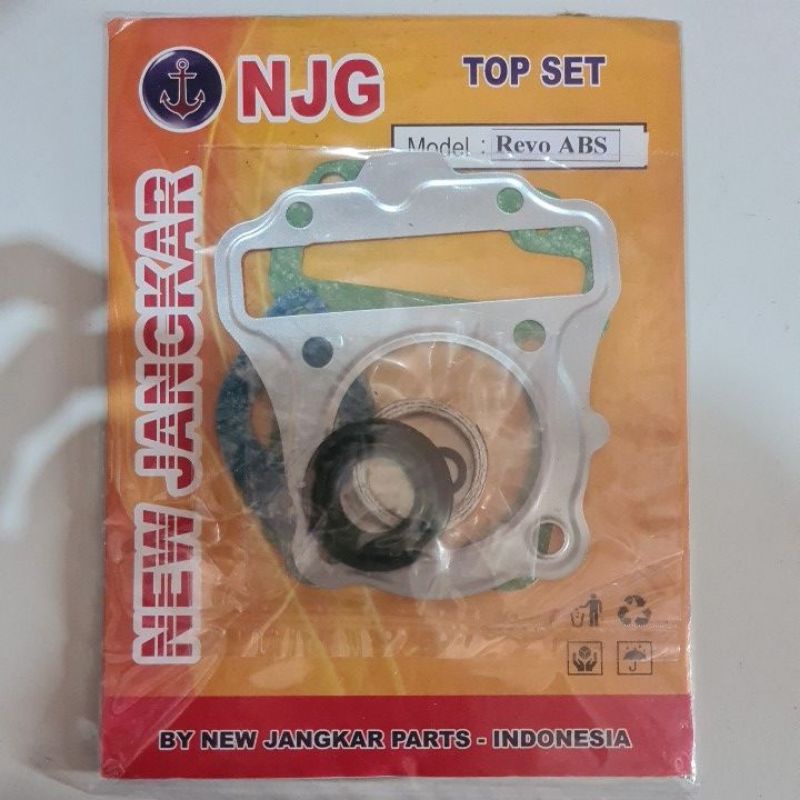 NJG
TOP SET
Model : Revo ABS
NEW JANGKAR
BY NEW JANGKAR PARTS - INDONESIA